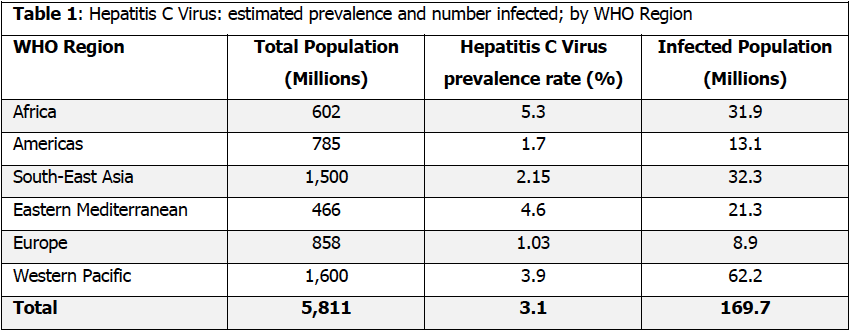 Table 1: Hepatitis C Virus: estimated prevalence and number infected; by WHO Region
WHO Region Total Population (Millions) Hepatitis C Virus prevalence rate (%) Infected Population (Millions)
Africa 602 5.3 31.9
Americas 785 1.7 13.1
South-East Asia 1,500 2.15 32.3
Eastern Mediterranean 466 4.6 21.3
Europe 858 1.03 8.9
Western Pacific 1,600 3.9 62.2
Total 5,811 3.1 169.7